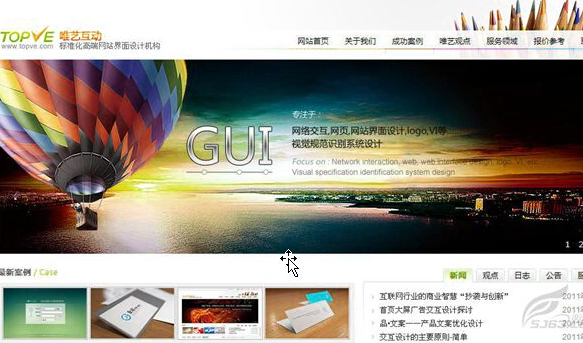 TOPVE 唯艺互动
www.topve.com 标准化高端网站界面设计机构
网站首页 关于我们 成功案例 唯艺观点 服务领域 报价参考
专注于：
GUI
网络交互,网页,网站界面设计,logo,VI等
视觉规范识别系统设计
Focus on : Network interaction, web, web interface design, logo, VI, etc.
Visual specification identification system design
1 2
最新案例 / Case
新闻 观点 日志 公告
互联网行业的商业智慧“抄袭与创新” 2011
首页大屏广告交互设计探讨
品·文案——产品文案优化设计
交互设计的主要原则-简单 2011